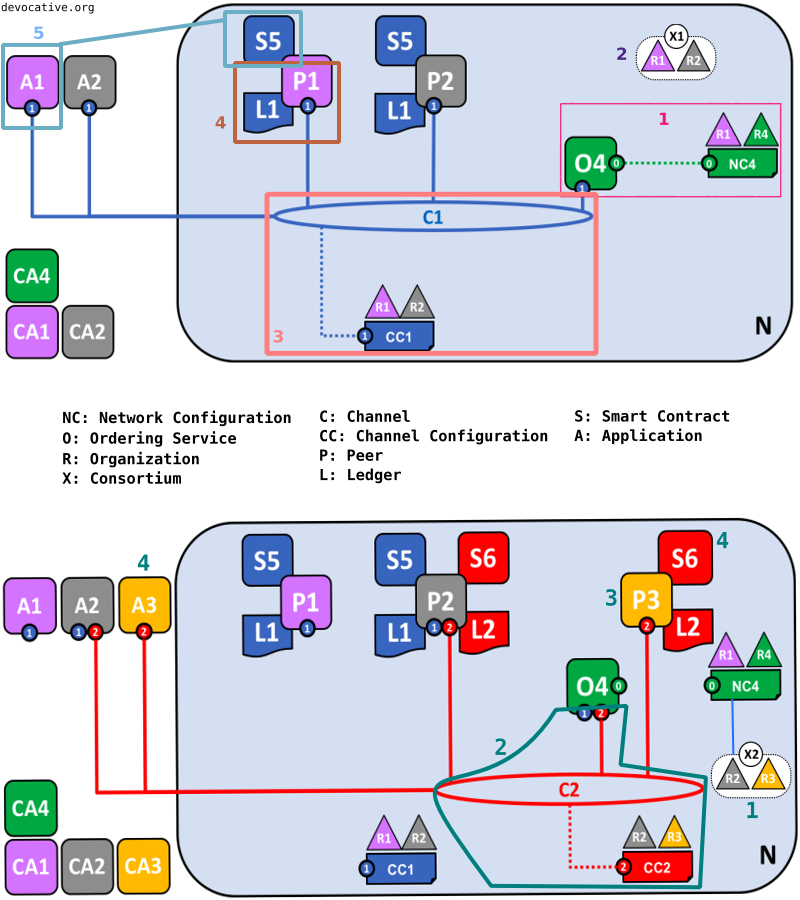 devocative.org
5
S5
S5
X1
A1
A2
P1
P2
2
R1
R2
1
1
L1
1
L1
1
1
R1
R4
4
O4
0
0
NC4
1
C1
CA4
R1
R2
CA1
CA2
3
1
CC1
N
NC: Network Configuration
O: Ordering Service
R: Organization
X: Consortium
C: Channel
CC: Channel Configuration
P: Peer
L: Ledger
S: Smart Contract
A: Application
4
S5
S5
S6
S6
4
A1
A2
A3
P1
P2
3
P3
1
1
2
2
L1
1
L1
1
2
L2
2
L2
R1
R4
O4
0
0
NC4
1
2
2
X2
R2
R3
C2
1
CA4
R1
R2
R2
R3
CA1
CA2
CA3
1
CC1
2
CC2
N